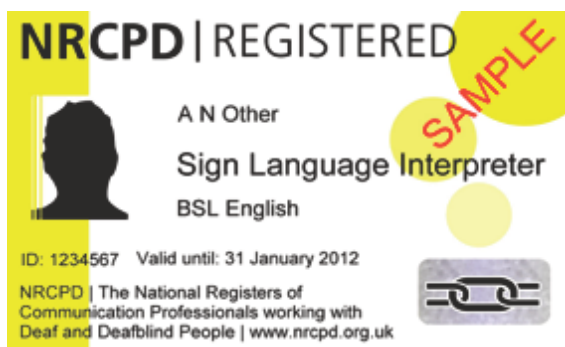 NRCPD | REGISTERED
SAMPLE
A N Other
Sign Language Interpreter
BSL English
ID: 1234567 Valid until: 31 January 2012
NRCPD | The National Registers of
Communication Professionals working with
Deaf and Deafblind People | www.nrcpd.org.uk